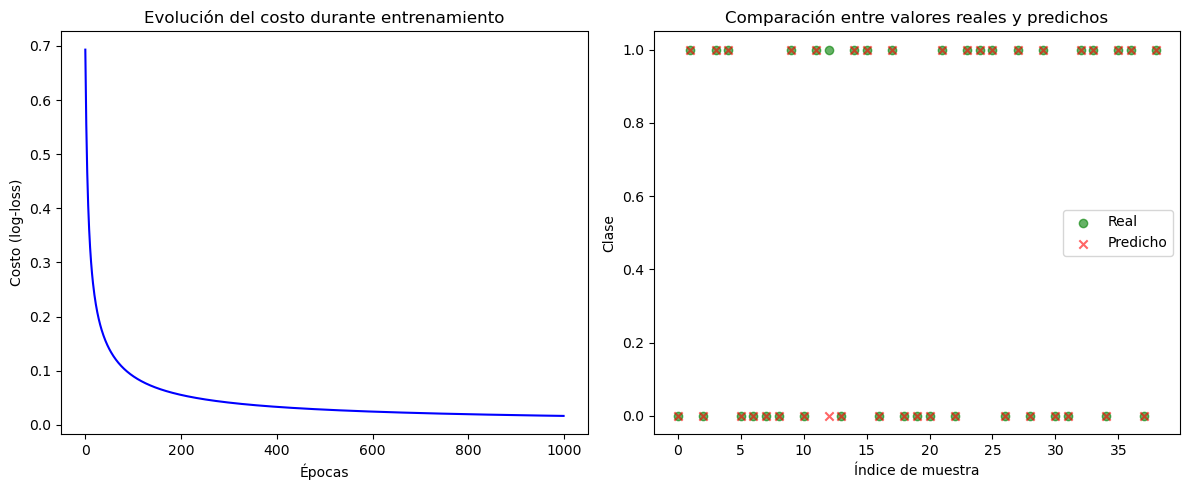 Evolución del costo durante entrenamiento
Costo (log-loss)
0.7
0.6
0.5
0.4
0.3
0.2
0.1
0.0
0 200 400 600 800 1000
Épocas
Comparación entre valores reales y predichos
Clase
1.0
0.8
0.6
0.4
0.2
0.0
Real
Predicho
0 5 10 15 20 25 30 35
Índice de muestra